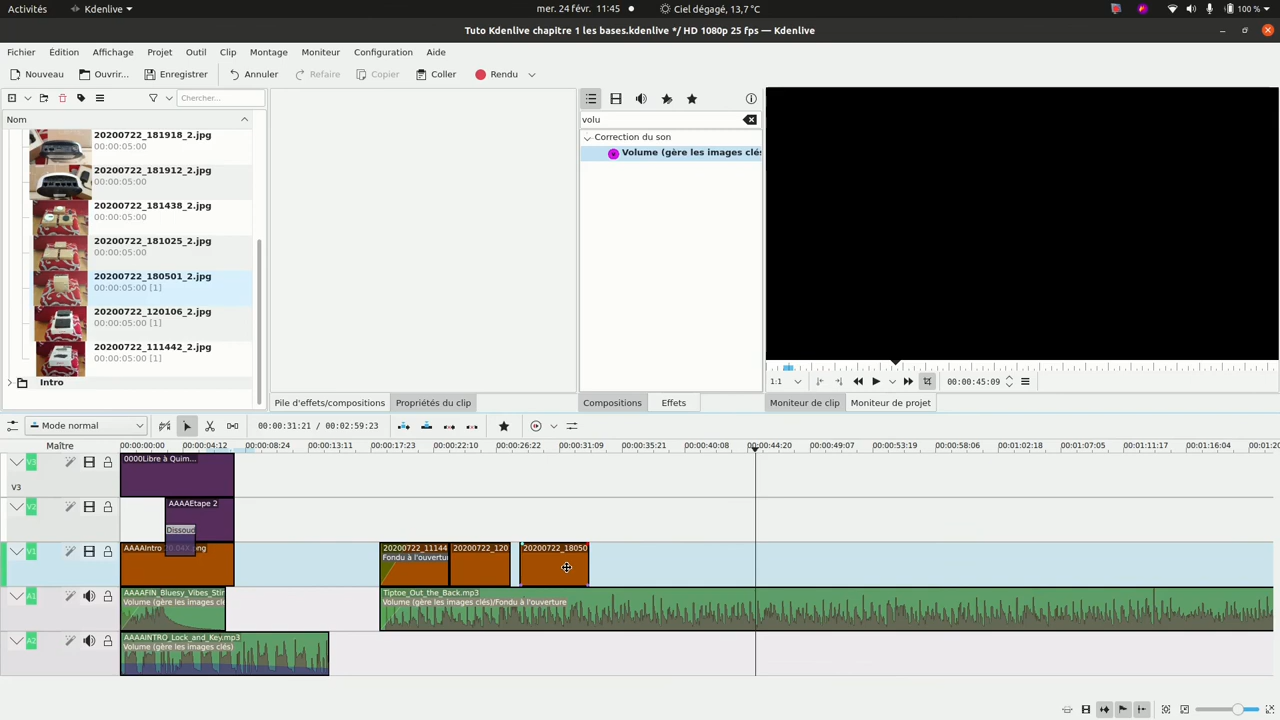 Activités
Kdenlive
mer. 24 févr. 11:45
Ciel dégagé, 13,7 °C
100 %
Tuto Kdenlive chapitre 1 les bases.kdenlive */ HD 1080p 25 fps — Kdenlive
Fichier Édition Affichage Projet Outil Clip Montage Moniteur Configuration Aide
Nouveau Ouvrir... Enregistrer Annuler Refaire Copier Coller Rendu
Chercher...
Nom
20200722_181918_2.jpg
00:00:05:00
20200722_181912_2.jpg
00:00:05:00
20200722_181438_2.jpg
00:00:05:00
20200722_181025_2.jpg
00:00:05:00
20200722_180501_2.jpg
00:00:05:00 [1]
20200722_120106_2.jpg
00:00:05:00 [1]
20200722_111442_2.jpg
00:00:05:00 [1]
Intro
volu
Correction du son
Volume (gère les images clés
Pile d'effets/compositions Propriétés du clip
Compositions Effets
1:1
00:00:45:09
Moniteur de clip Moniteur de projet
Mode normal
00:00:31:21 / 00:02:59:23
Maître
00:00:00:00 00:00:04:12 00:00:08:24 00:00:13:11 00:00:17:23 00:00:22:10 00:00:26:22 00:00:31:09 00:00:35:21 00:00:40:08 00:00:44:20 00:00:49:07 00:00:53:19 00:00:58:06 00:01:02:18 00:01:07:05 00:01:11:17 00:01:16:04 00:01:20
V3
V3
0000Libre à Quim...
V2
AAAAEtape 2
Dissoud
V1
AAAAIntro
20200722_11144
Fondu à l'ouvertu
20200722_120
20200722_18050
A1
AAAAFIN_Bluesy_Vibes_Stir
Volume (gère les images clé
Tiptoe_Out_the_Back.mp3
Volume (gère les images clés)/Fondu à l'ouverture
A2
AAAAINTRO_Lock_and_Key.mp3
Volume (gère les images clés)